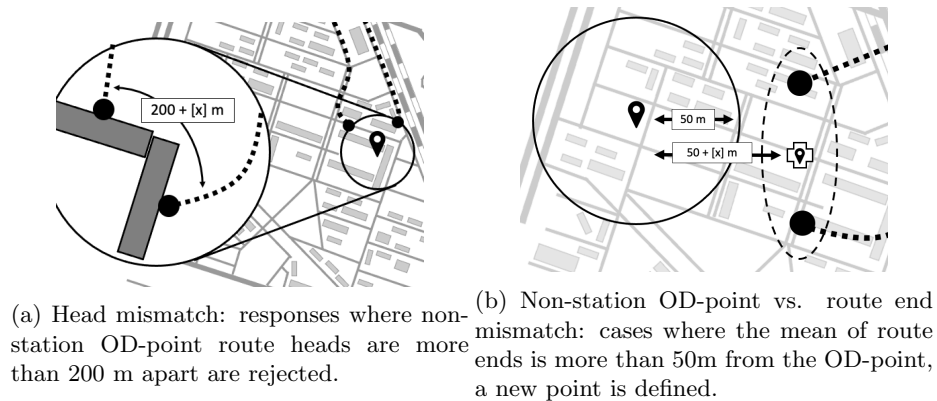 200 + [x] m
50 m
50 + [x] m
(a) Head mismatch: responses where non-
station OD-point route heads are more
than 200 m apart are rejected.
(b) Non-station OD-point vs. route end
mismatch: cases where the mean of route
ends is more than 50m from the OD-point,
a new point is defined.